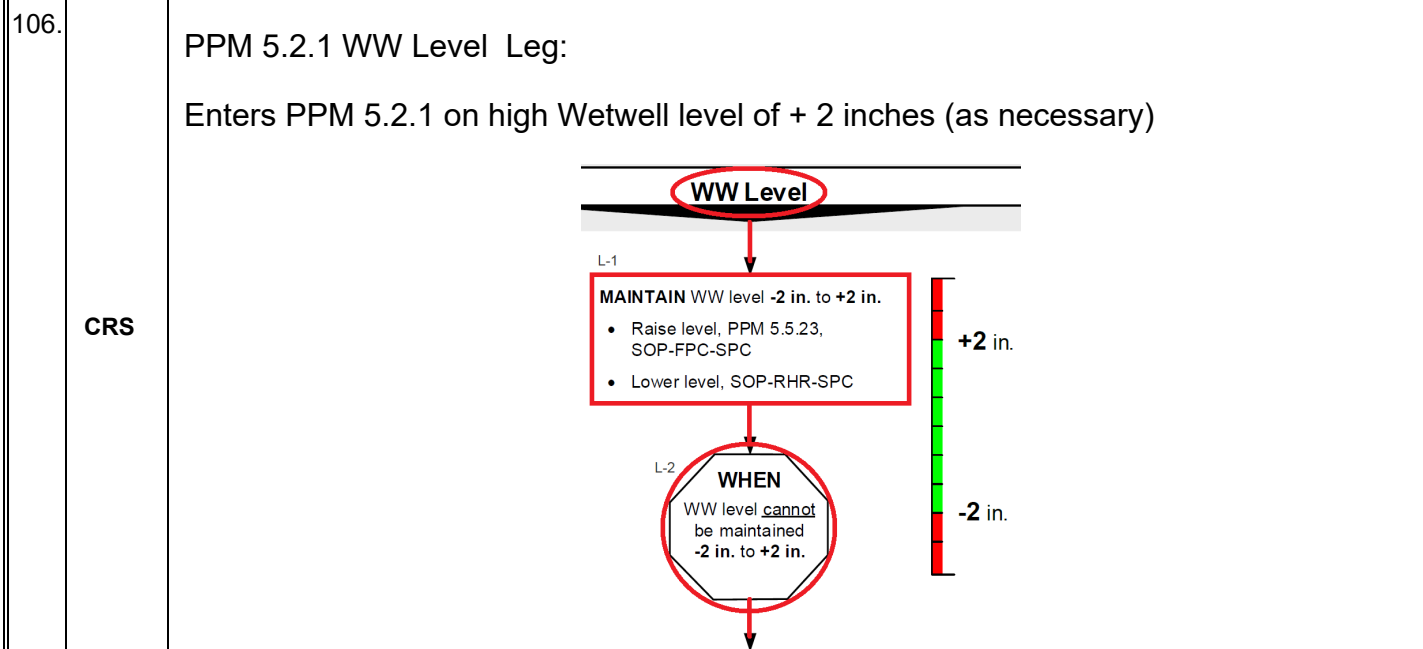 106.
PPM 5.2.1 WW Level Leg:
Enters PPM 5.2.1 on high Wetwell level of + 2 inches (as necessary)
CRS
WW Level
L-1
MAINTAIN WW level -2 in. to +2 in.
• Raise level, PPM 5.5.23,
SOP-FPC-SPC
• Lower level, SOP-RHR-SPC
+2 in.
-2 in.
L-2
WHEN
WW level cannot
be maintained
-2 in. to +2 in.